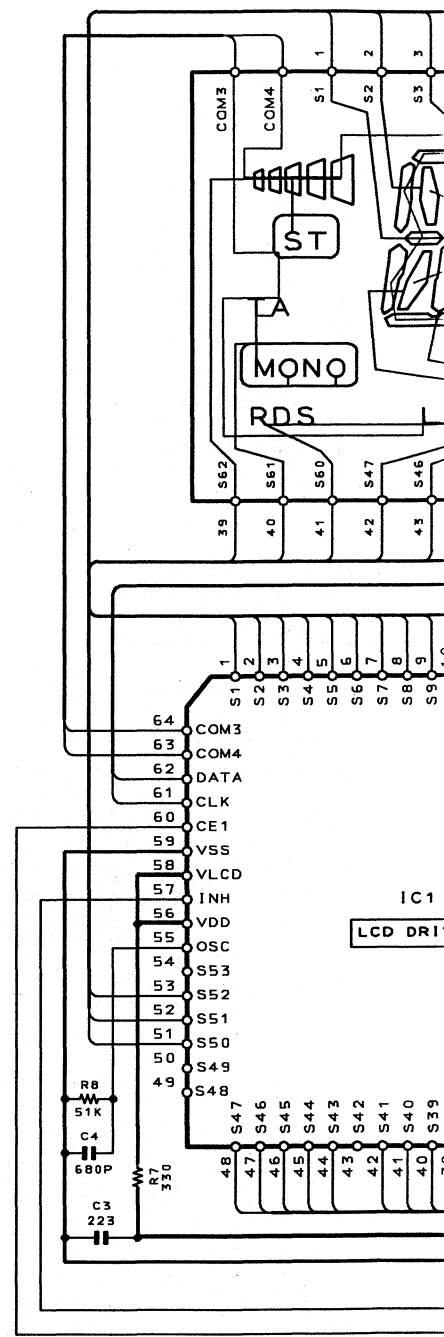 1 2 3
COM3 COM4 S1 S2 S3
ST
A
MONO
RDS L
S62 S61 S60 S47 S46
39 40 41 42 43
1 2 3 4 5 6 7 8 9
S1 S2 S3 S4 S5 S6 S7 S8 S9
64 COM3
63 COM4
62 DATA
61 CLK
60 CE1
59 VSS
58 VLCD
57 INH
56 VDD
55 OSC
54 S53
53 S52
52 S51
51 S50
50 S49
49 S48
IC1
LCD DRI
R8
51K
C4
680P
R7
330
C3
223
S47 S46 S45 S44 S43 S42 S41 S40 S39
48 47 46 45 44 43 42 41 40